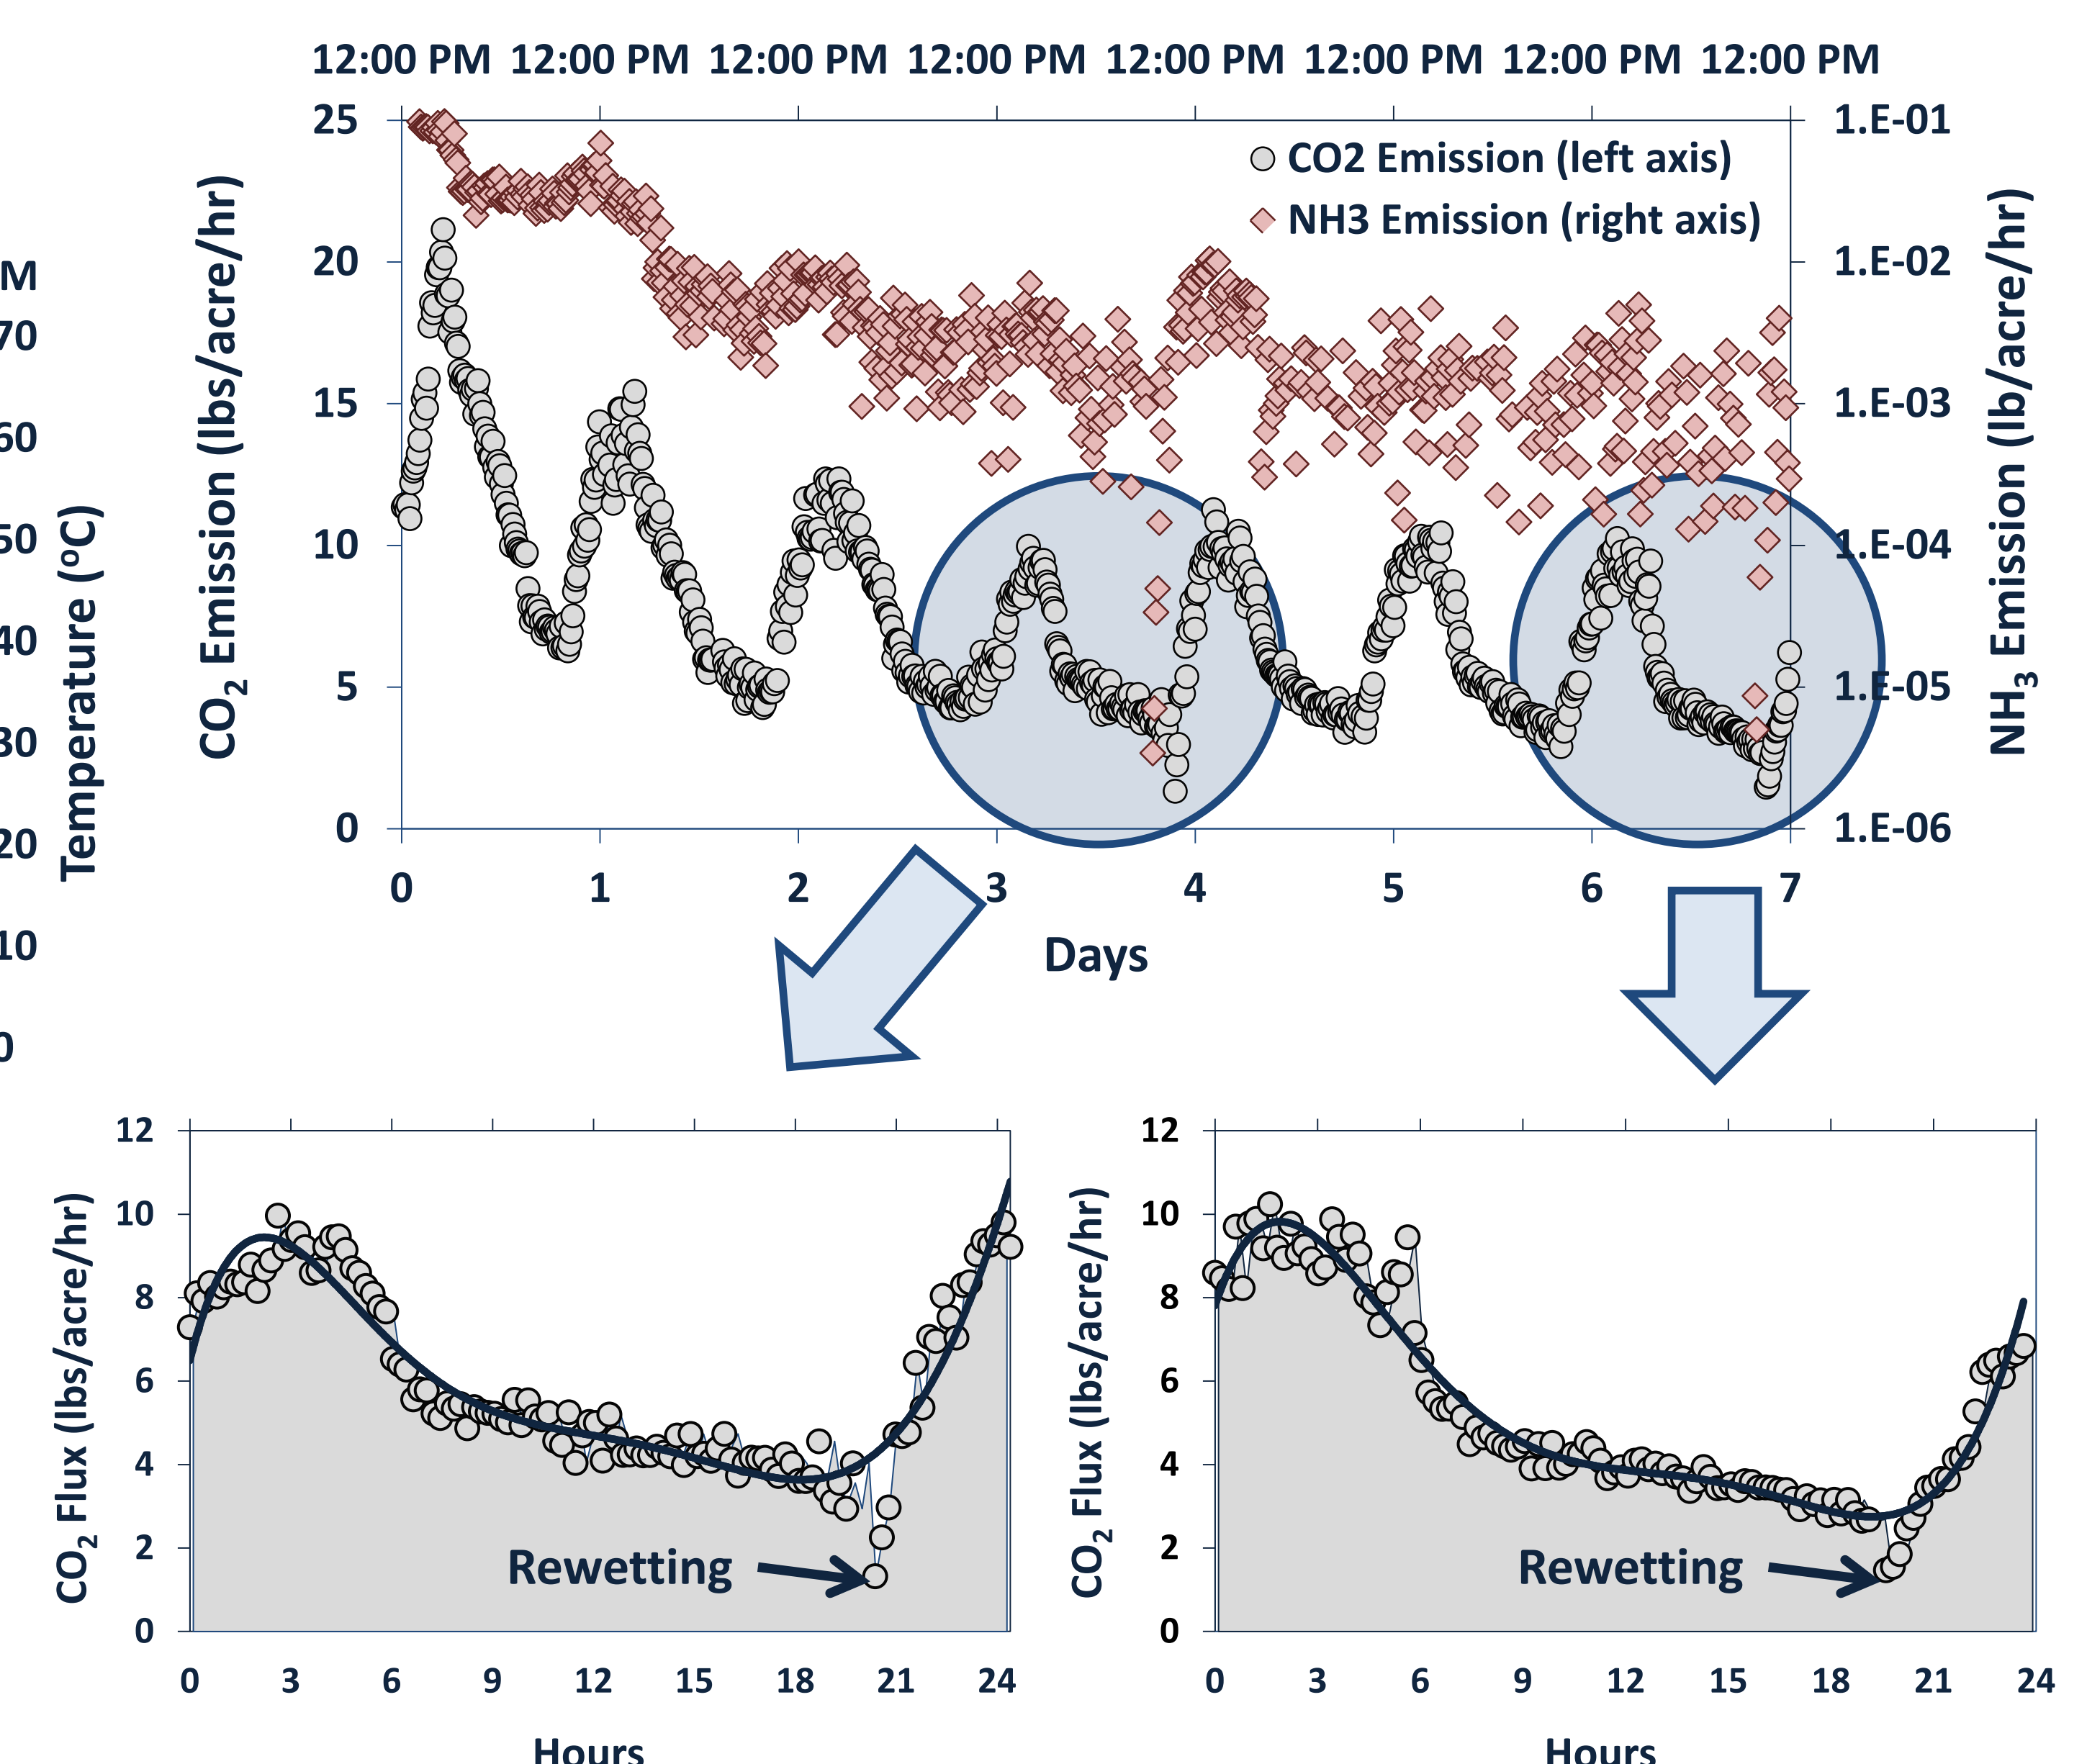 12:00 PM 12:00 PM 12:00 PM 12:00 PM 12:00 PM 12:00 PM 12:00 PM 12:00 PM
25
20
15
10
5
0
CO2 Emission (lbs/acre/hr)
CO2 Emission (left axis)
NH3 Emission (right axis)
1.E-01
1.E-02
1.E-03
1.E-04
1.E-05
1.E-06
NH3 Emission (lb/acre/hr)
0 1 2 3 4 5 6 7
Days
M
70
60
50
40
30
20
10
0
Temperature (oC)
12
10
8
6
4
2
0
CO2 Flux (lbs/acre/hr)
Rewetting
0 3 6 9 12 15 18 21 24
Hours
12
10
8
6
4
2
0
CO2 Flux (lbs/acre/hr)
Rewetting
0 3 6 9 12 15 18 21 24
Hours